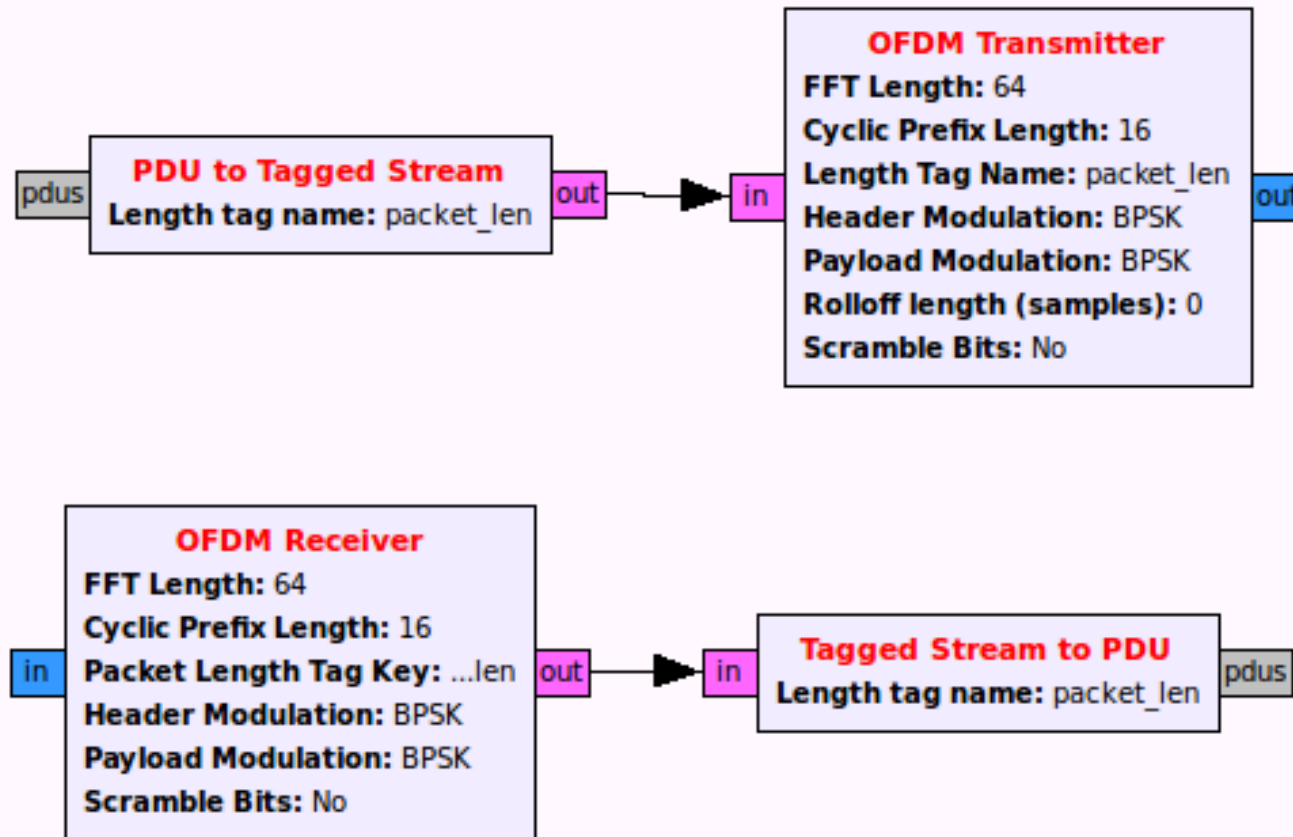 PDU to Tagged Stream
pdus
Length tag name: packet_len
out
OFDM Transmitter
FFT Length: 64
Cyclic Prefix Length: 16
in
Length Tag Name: packet_len
Header Modulation: BPSK
Payload Modulation: BPSK
Rolloff length (samples): 0
Scramble Bits: No
out
OFDM Receiver
FFT Length: 64
Cyclic Prefix Length: 16
in
Packet Length Tag Key: ...len
Header Modulation: BPSK
Payload Modulation: BPSK
Scramble Bits: No
out
in
Tagged Stream to PDU
Length tag name: packet_len
pdus